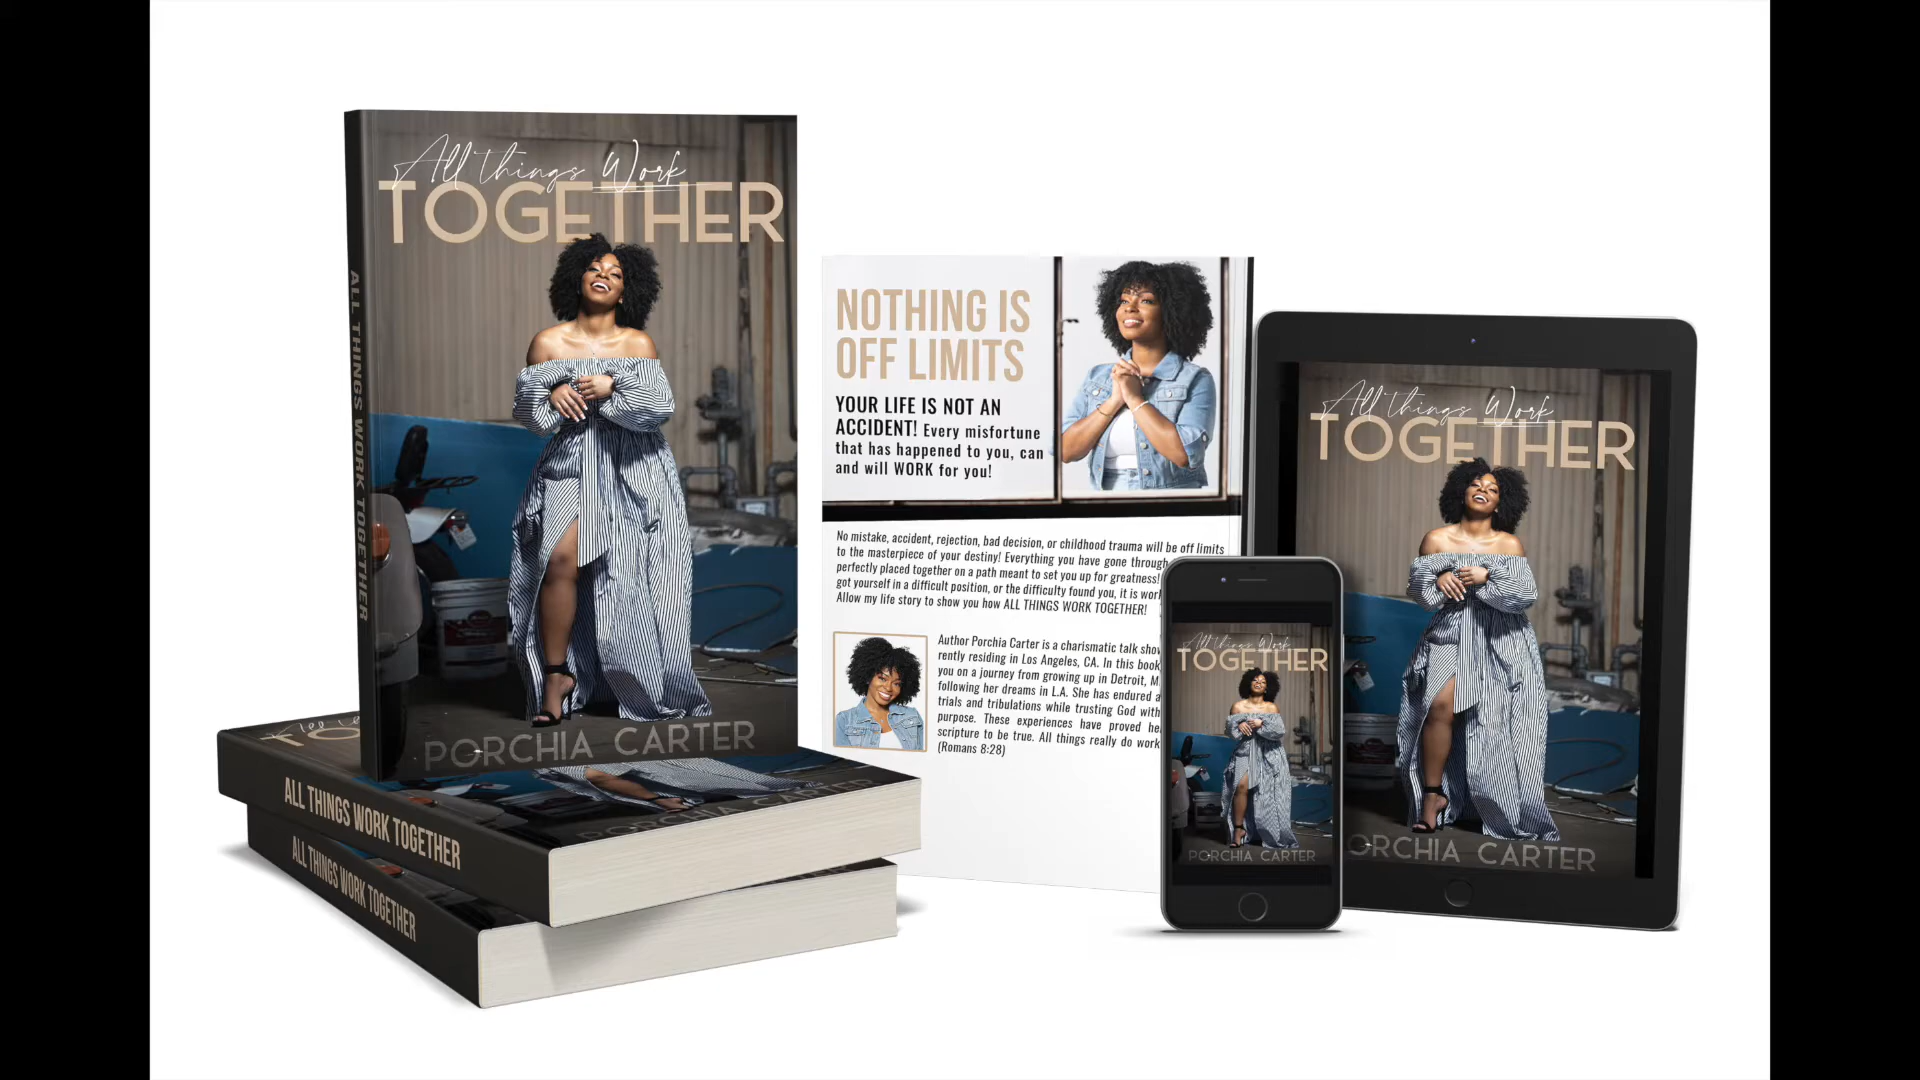 All things Work
TOGETHER
PORCHIA CARTER
ALL THINGS WORK TOGETHER
ALL THINGS WORK TOGETHER
PORCHIA CARTER
ALL THINGS WORK TOGETHER
NOTHING IS
OFF LIMITS
YOUR LIFE IS NOT AN
ACCIDENT! Every misfortune
that has happened to you, can
and will WORK for you!
No mistake, accident, rejection, bad decision, or childhood trauma will be off limits
to the masterpiece of your destiny! Everything you have gone through
perfectly placed together on a path meant to set you up for greatness!
got yourself in a difficult position, or the difficulty found you, it is
Allow my life story to show you how ALL THINGS WORK TOGETHER!
Author Porchia Carter is a charismatic talk
rently residing in Los Angeles, CA. In this book
you on a journey from growing up in Detroit,
following her dreams in L.A. She has endured
trials and tribulations while trusting God with
purpose. These experiences have proved
scripture to be true. All things really do work
(Romans 8:28)
All things Work
TOGETHER
PORCHIA CARTER
All things Work
TOGETHER
ORCHIA CARTER